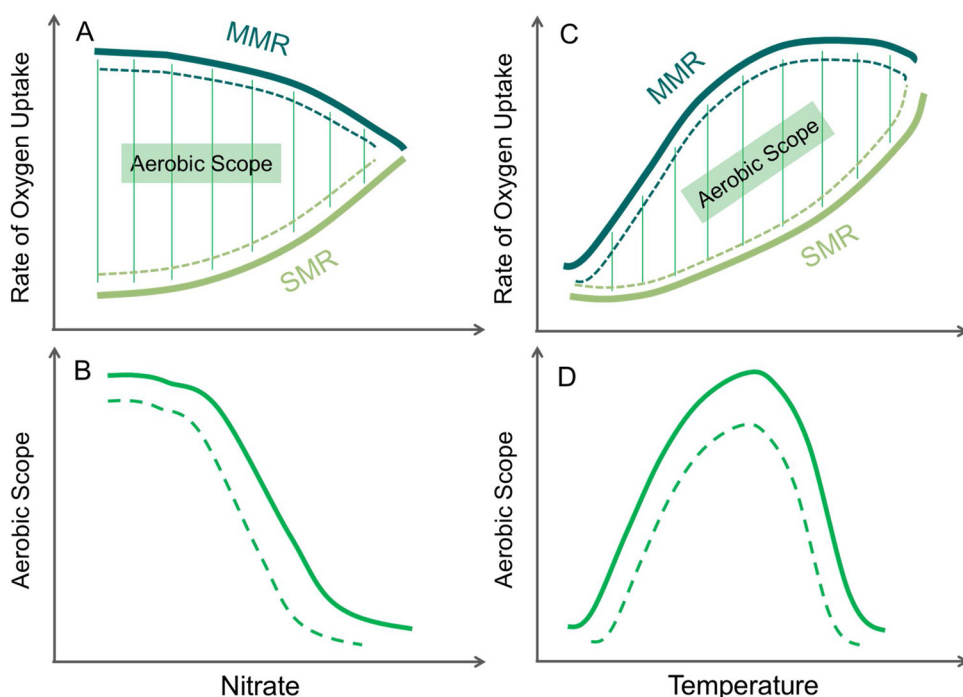 A
MMR
Rate of Oxygen Uptake
Aerobic Scope
SMR
C
MMR
Rate of Oxygen Uptake
Aerobic Scope
SMR
B
Aerobic Scope
Nitrate
D
Aerobic Scope
Temperature